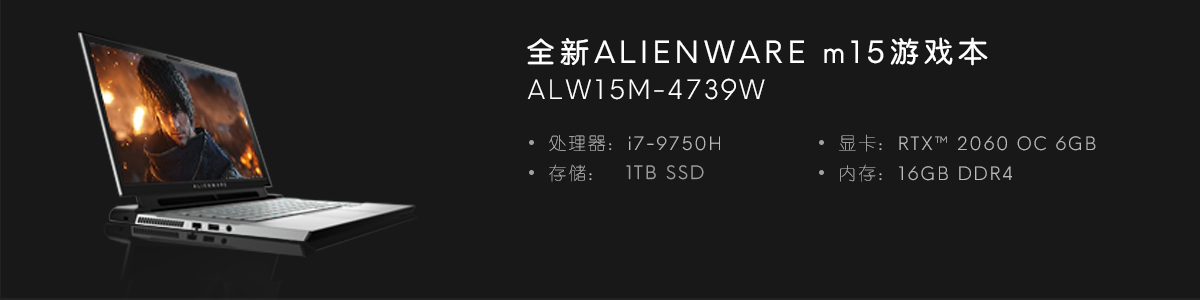 全新ALIENWARE m15游戏本
ALW15M-4739W
• 处理器: i7-9750H
• 显卡: RTX™ 2060 OC 6GB
• 存储: 1TB SSD
• 内存: 16GB DDR4
ALIENWARE